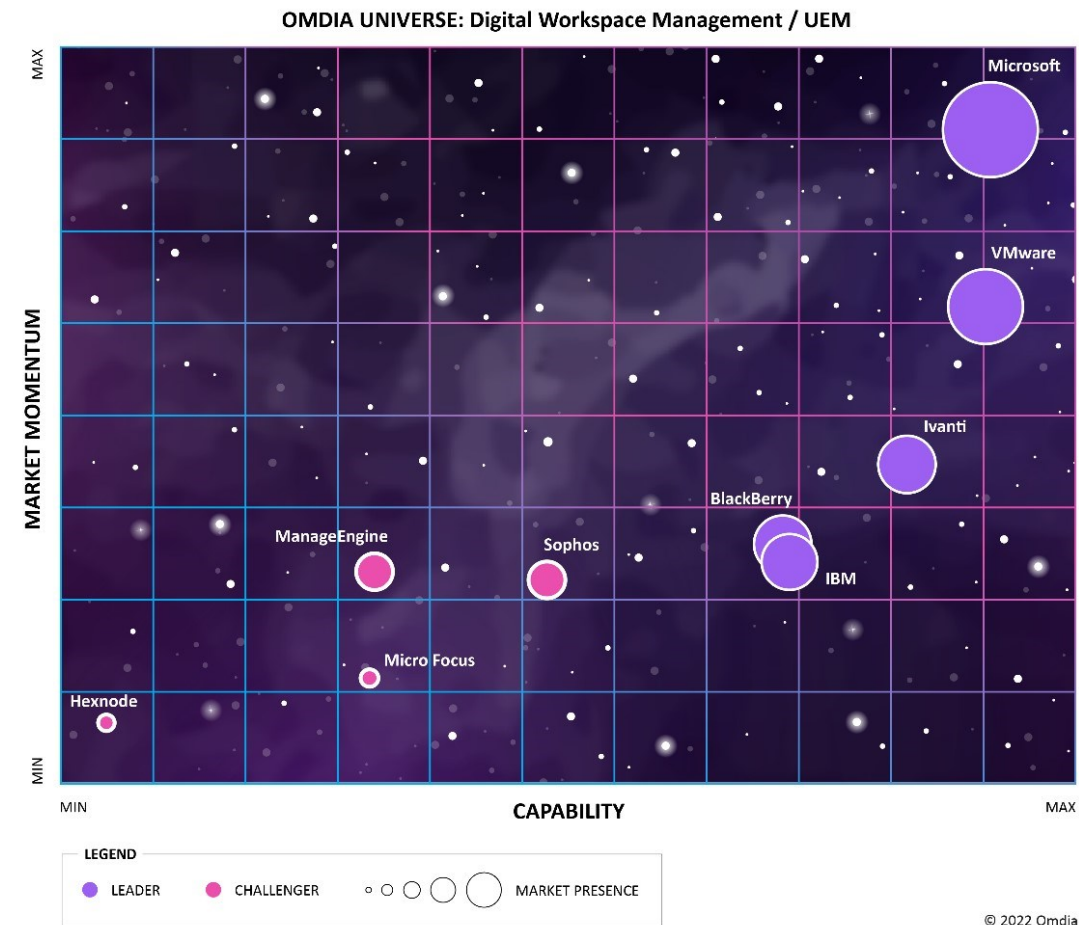 OMDIA UNIVERSE: Digital Workspace Management / UEM
MAX
Microsoft
VMware
MARKET MOMENTUM
Ivanti
BlackBerry
ManageEngine
Sophos
IBM
Micro Focus
Hexnode
MIN
MIN
CAPABILITY
MAX
LEGEND
LEADER
CHALLENGER
MARKET PRESENCE
© 2022 Omdia